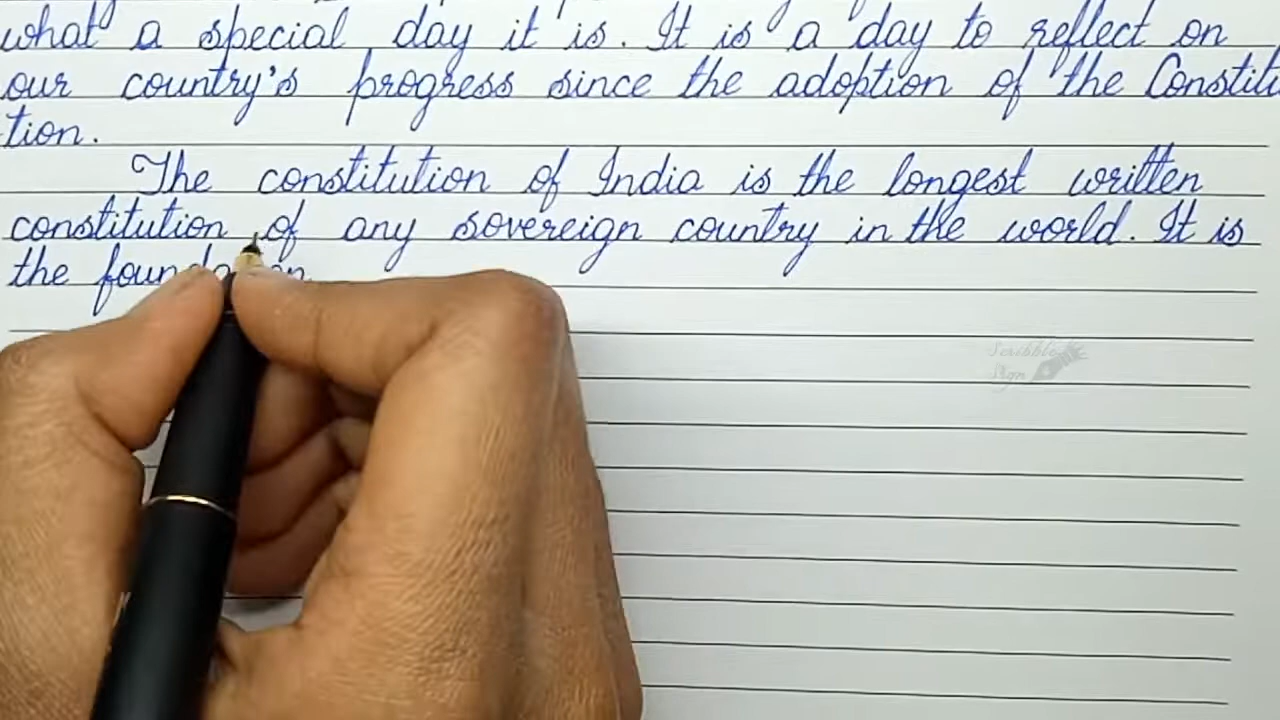 what a special day it is. It is a day to reflect on
our country's progress since the adoption of the Constitu
tion.
The constitution of India is the longest written
constitution of any sovereign country in the world. It is
the
Scribble
Sign